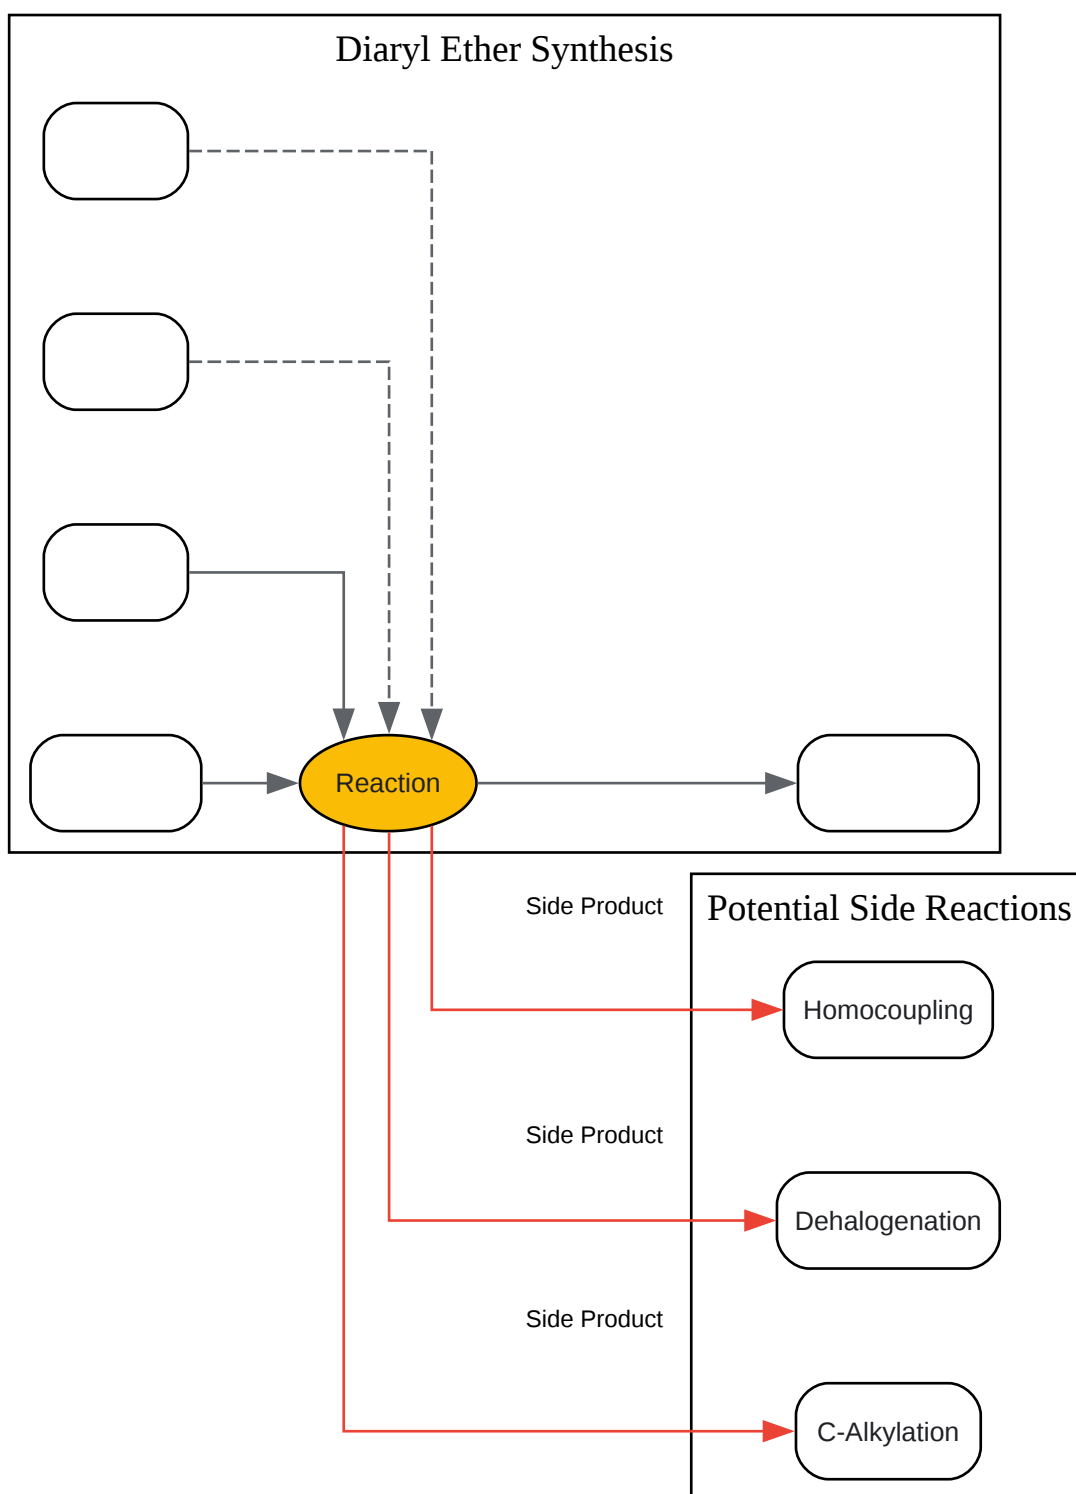 Diaryl Ether Synthesis
Reaction
Side Product
Potential Side Reactions
Homocoupling
Side Product
Dehalogenation
Side Product
C-Alkylation